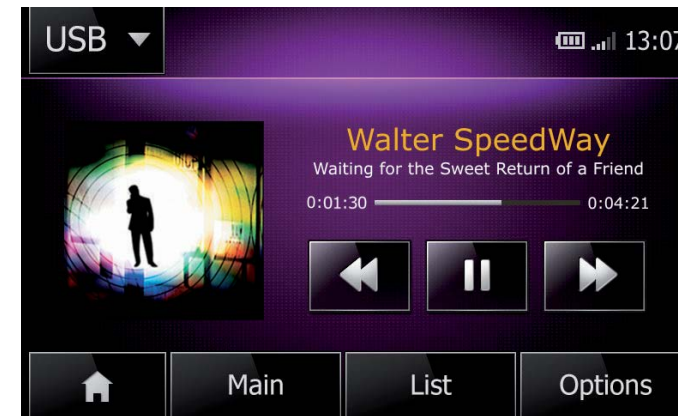 USB
13:07
Walter SpeedWay
Waiting for the Sweet Return of a Friend
0:01:30 0:04:21
Main List Options